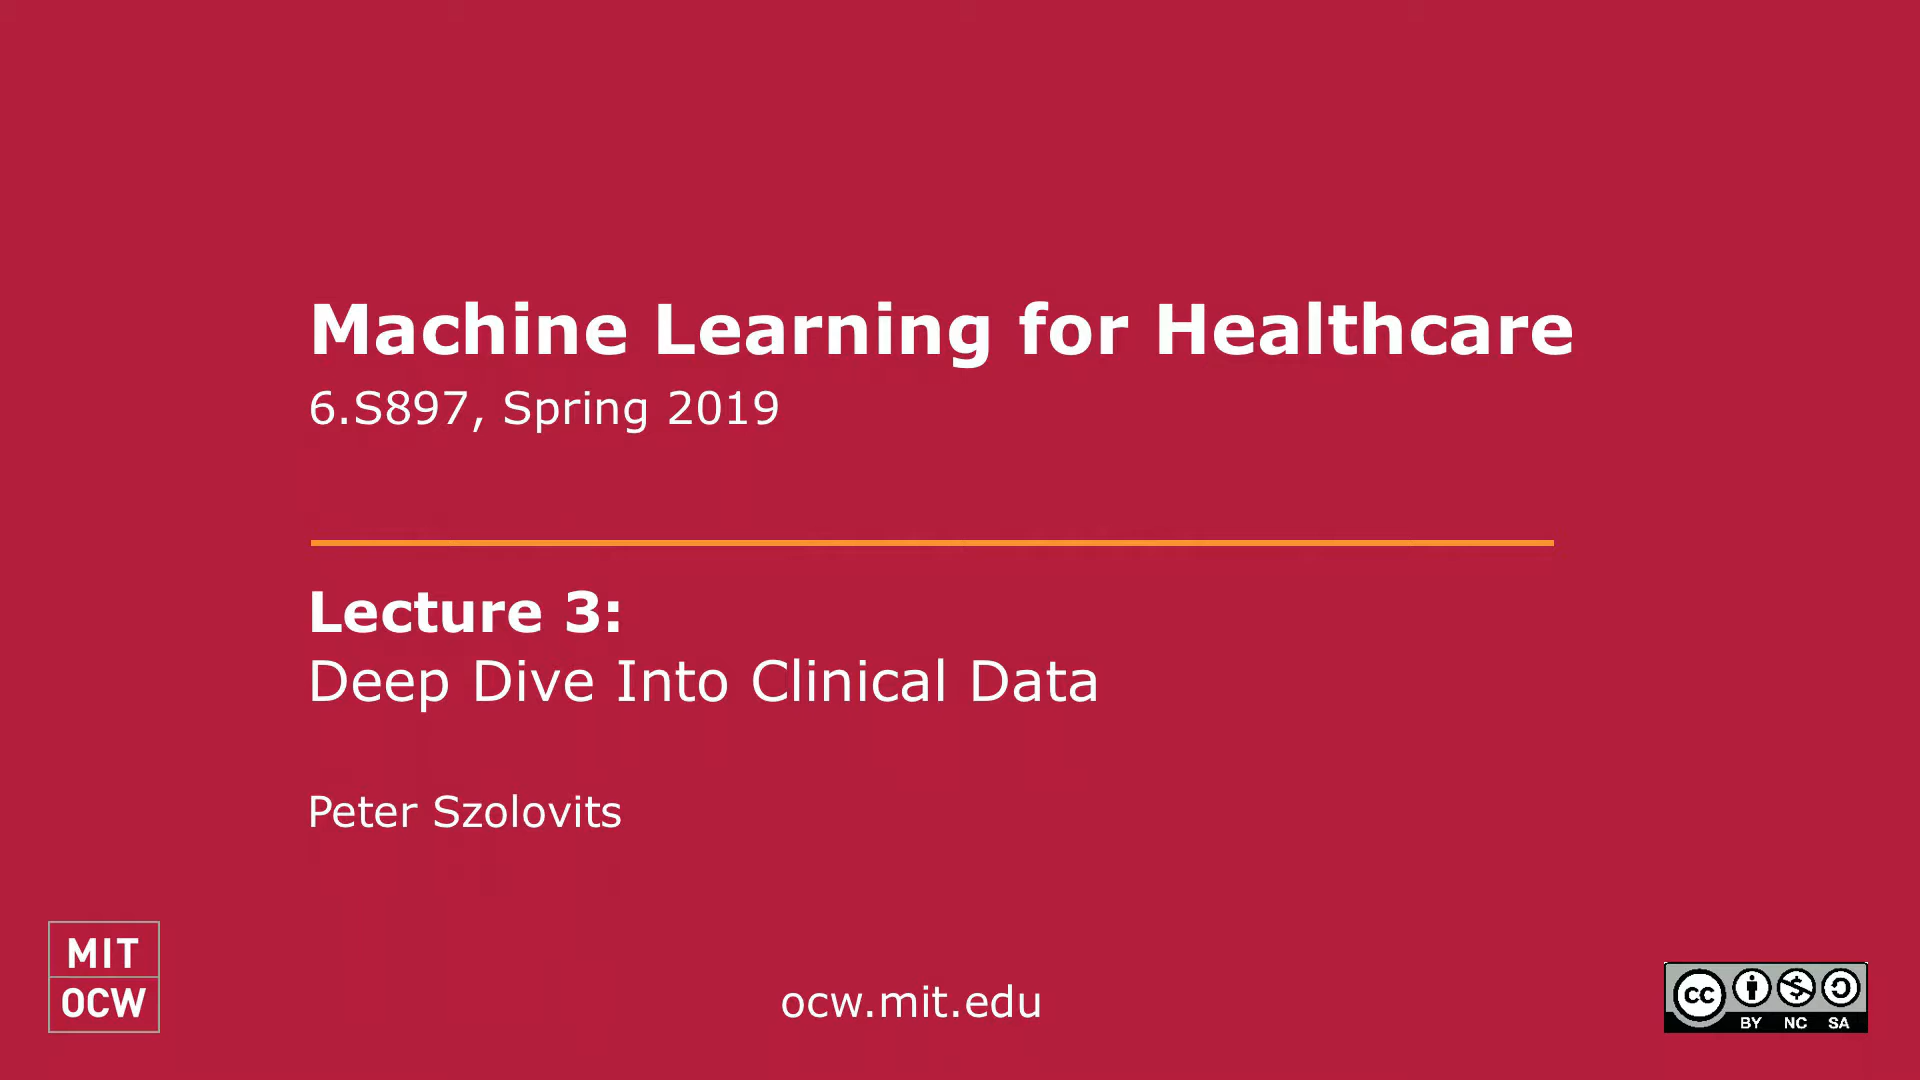 Machine Learning for Healthcare
6.S897, Spring 2019
Lecture 3:
Deep Dive Into Clinical Data
Peter Szolovits
MIT
OCW
ocw.mit.edu
cc
BY NC SA